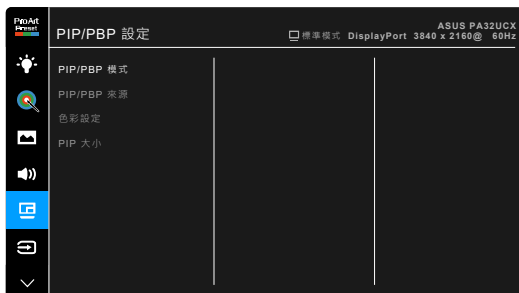 ProArt
Preset
PIP/PBP 設定
ASUS PA32UCX
標準模式 DisplayPort 3840 x 2160@ 60Hz
PIP/PBP 模式
PIP/PBP 來源
色彩設定
PIP 大小